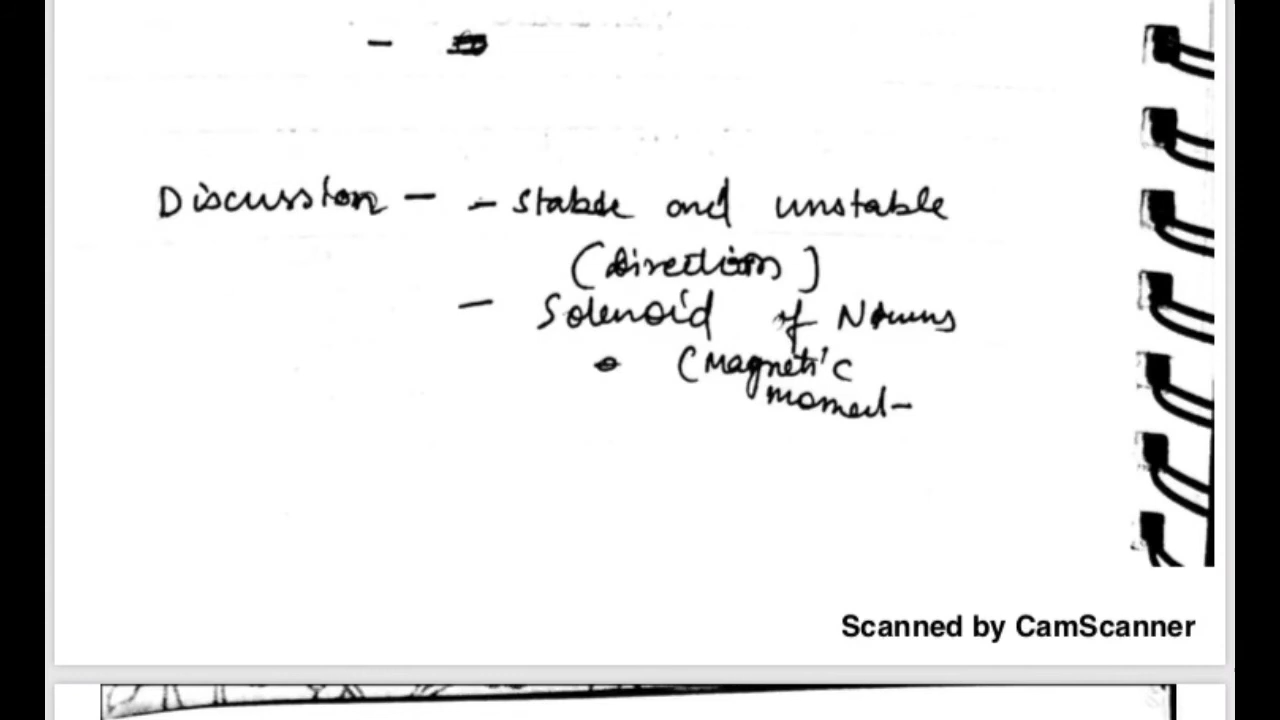 Discussion - - stable and unstable
(direction)
- Solenoid of N turns
(Magnetic
moment-
Scanned by CamScanner